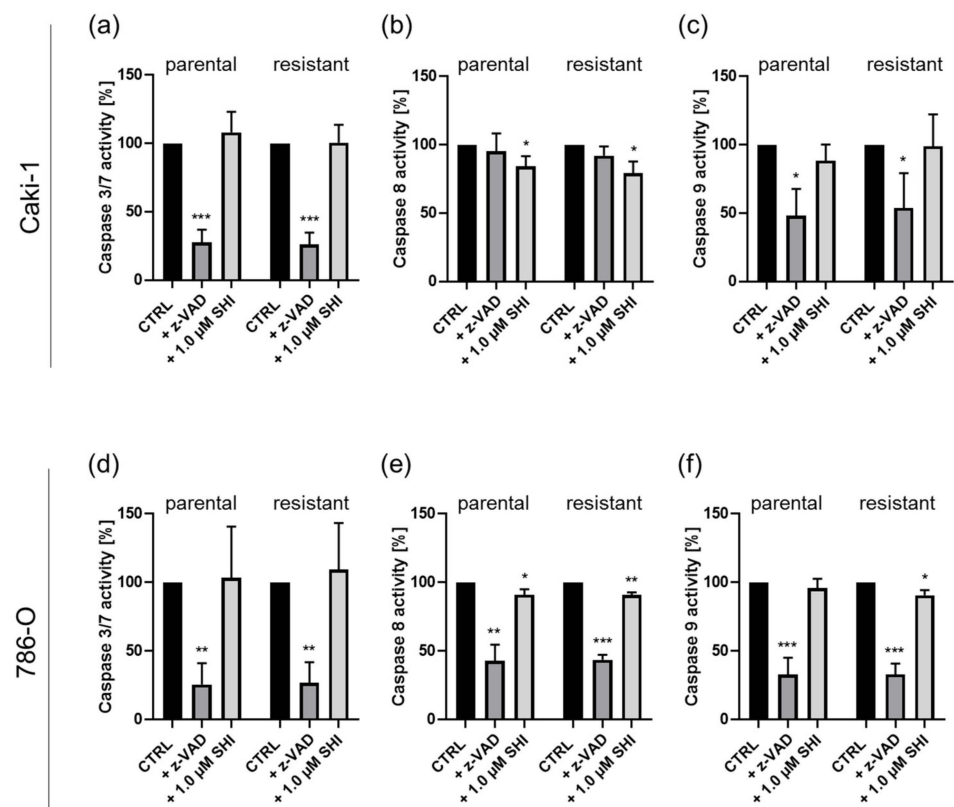 Caki-1
(a)
parental resistant
Caspase 3/7 activity [%]
150
100
50
0
***
***
CTRL
+ z-VAD
+ 1.0 µM SHI
CTRL
+ z-VAD
+ 1.0 µM SHI
(b)
parental resistant
Caspase 8 activity [%]
150
100
50
0
*
*
CTRL
+ z-VAD
+ 1.0 µM SHI
CTRL
+ z-VAD
+ 1.0 µM SHI
(c)
parental resistant
Caspase 9 activity [%]
150
100
50
0
*
*
CTRL
+ z-VAD
+ 1.0 µM SHI
CTRL
+ z-VAD
+ 1.0 µM SHI
786-O
(d)
parental resistant
Caspase 3/7 activity [%]
150
100
50
0
**
**
CTRL
+ z-VAD
+ 1.0 µM SHI
CTRL
+ z-VAD
+ 1.0 µM SHI
(e)
parental resistant
Caspase 8 activity [%]
150
100
50
0
**
*
***
**
CTRL
+ z-VAD
+ 1.0 µM SHI
CTRL
+ z-VAD
+ 1.0 µM SHI
(f)
parental resistant
Caspase 9 activity [%]
150
100
50
0
***
***
*
CTRL
+ z-VAD
+ 1.0 µM SHI
CTRL
+ z-VAD
+ 1.0 µM SHI